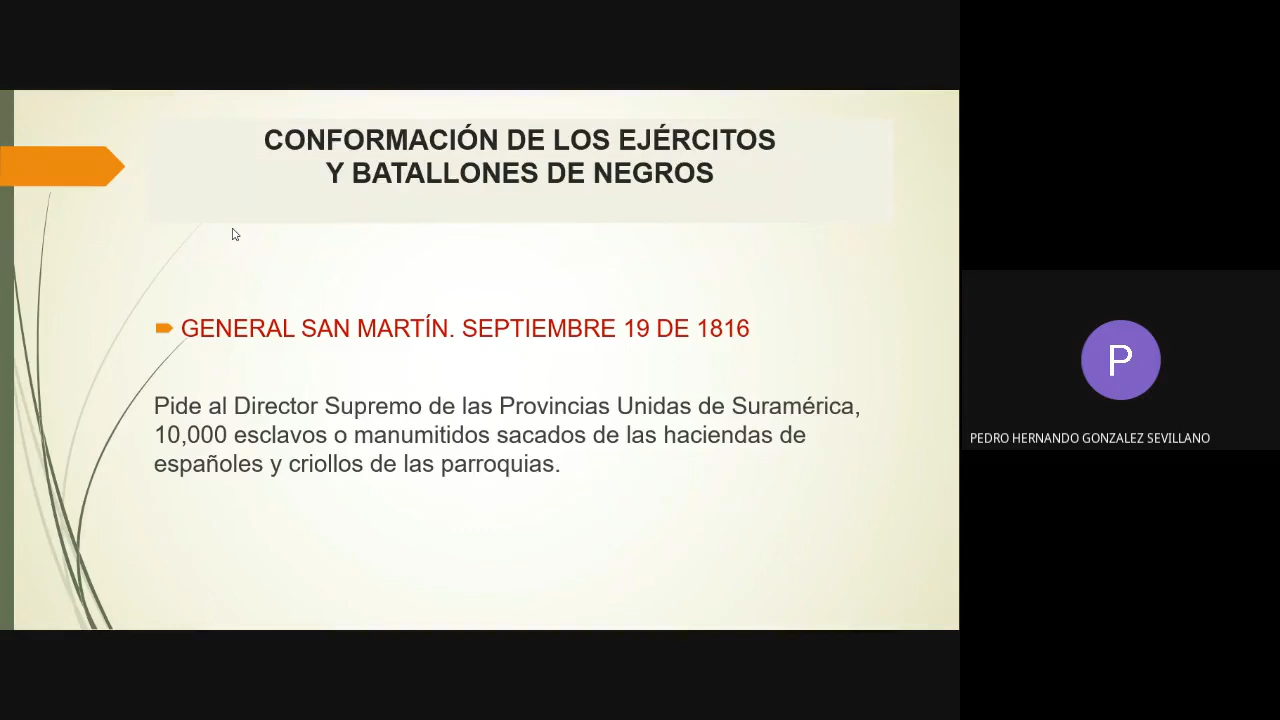 CONFORMACIÓN DE LOS EJÉRCITOS
Y BATALLONES DE NEGROS
GENERAL SAN MARTÍN. SEPTIEMBRE 19 DE 1816
Pide al Director Supremo de las Provincias Unidas de Suramérica,
10,000 esclavos o manumitidos sacados de las haciendas de
españoles y criollos de las parroquias.
P
PEDRO HERNANDO GONZALEZ SEVILLANO